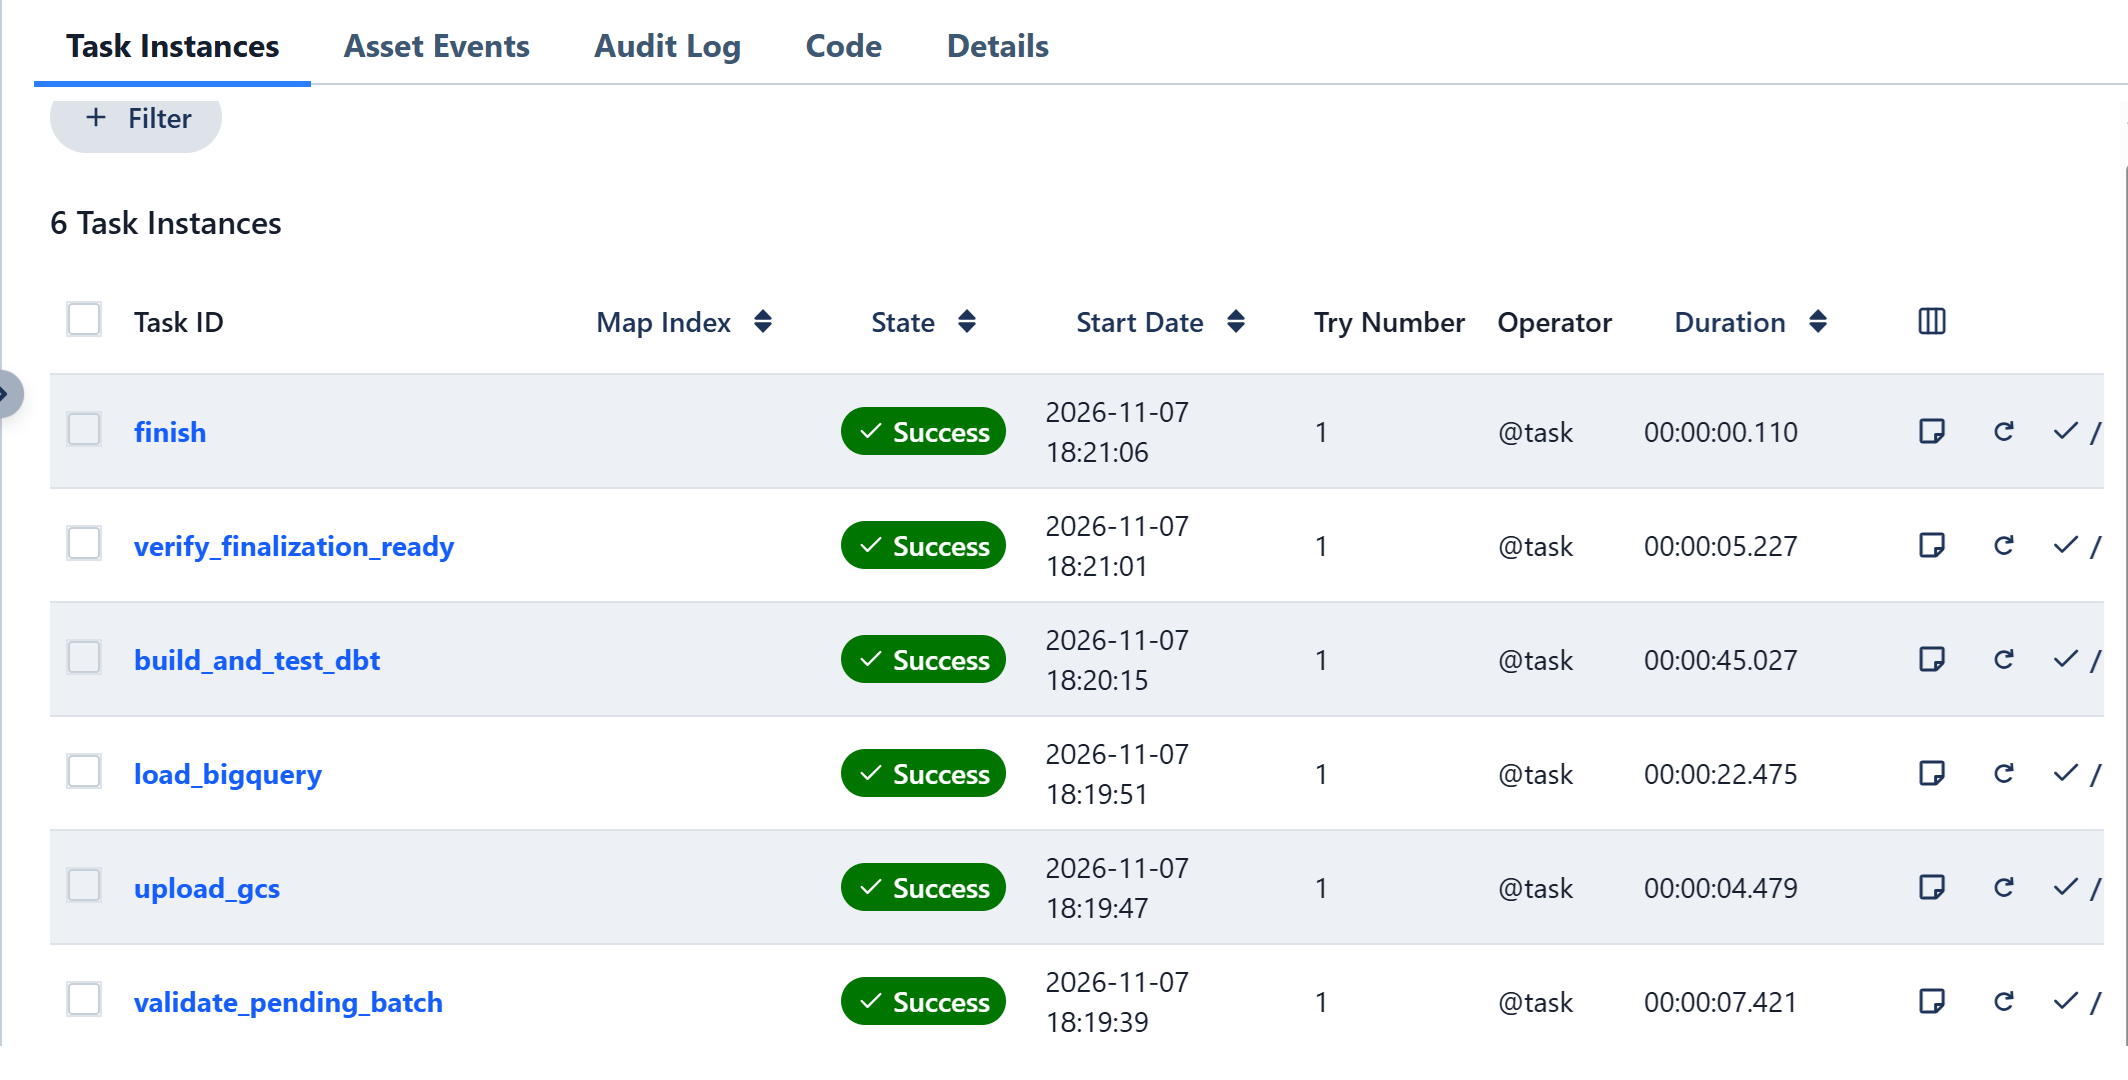 Task Instances Asset Events Audit Log Code Details
+ Filter
6 Task Instances
Task ID Map Index State Start Date Try Number Operator Duration
finish Success 2026-11-07 18:21:06 1 @task 00:00:00.110 /
verify_finalization_ready Success 2026-11-07 18:21:01 1 @task 00:00:05.227 /
build_and_test_dbt Success 2026-11-07 18:20:15 1 @task 00:00:45.027 /
load_bigquery Success 2026-11-07 18:19:51 1 @task 00:00:22.475 /
upload_gcs Success 2026-11-07 18:19:47 1 @task 00:00:04.479 /
validate_pending_batch Success 2026-11-07 18:19:39 1 @task 00:00:07.421 /